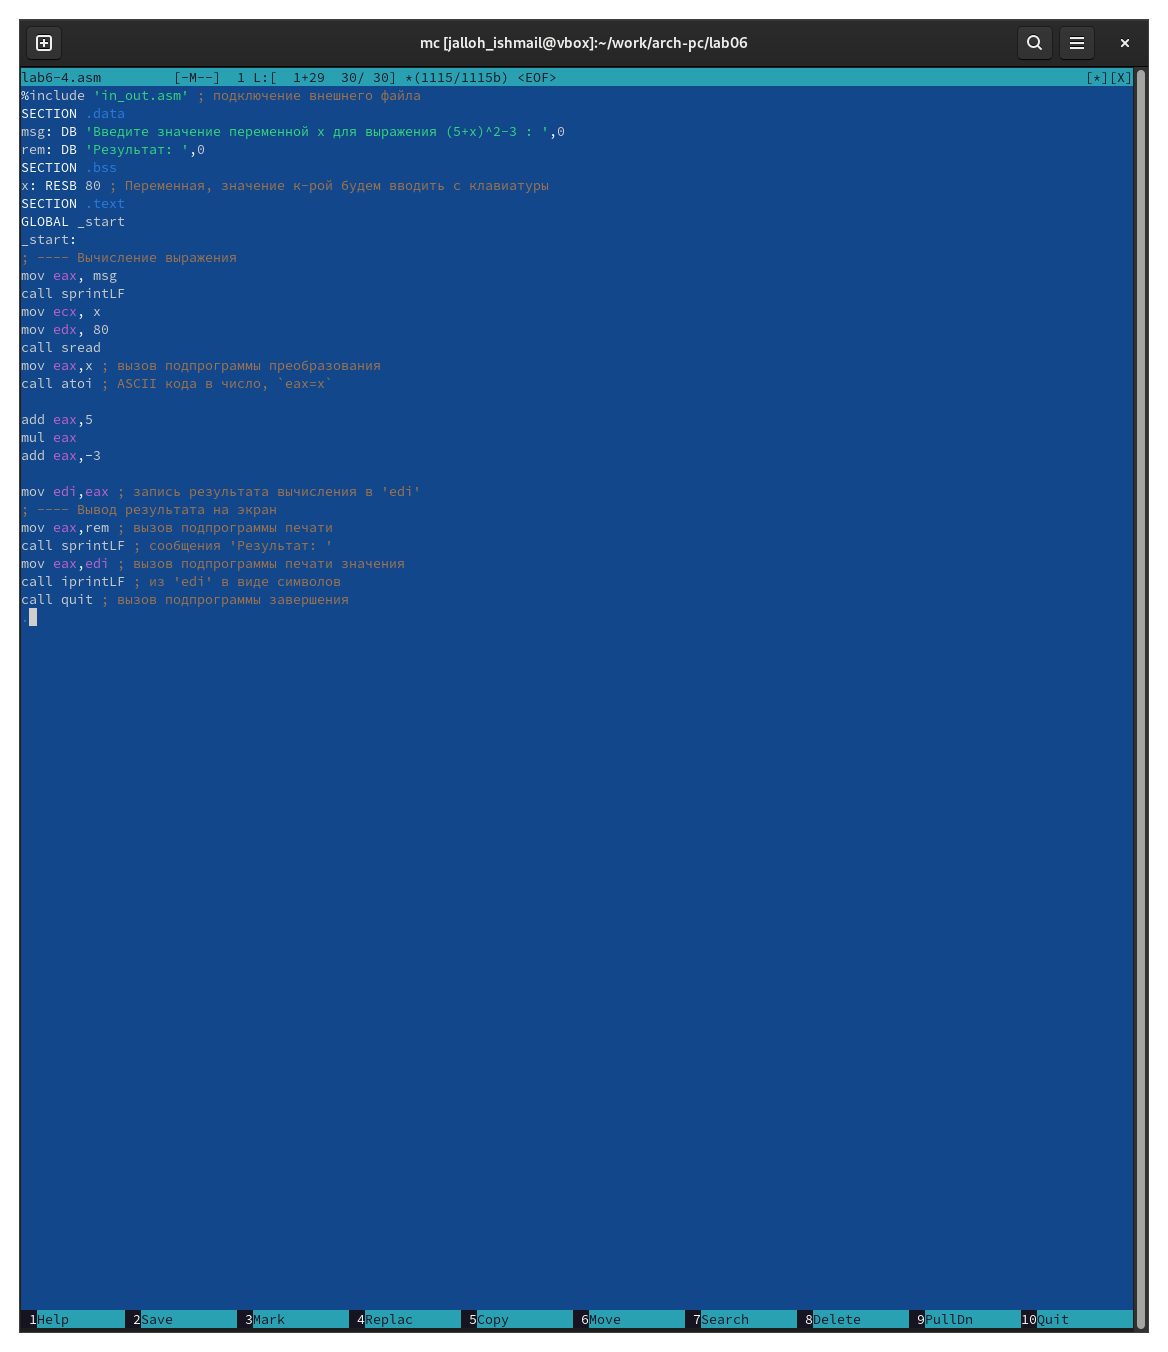 mc [jalloh_ishmail@vbox]:~/work/arch-pc/lab06
lab6-4.asm [-M--] 1 L:[ 1+29 30/ 30] *(1115/1115b) <EOF> [*][X]
%include 'in_out.asm' ; подключение внешнего файла
SECTION .data
msg: DB 'Введите значение переменной x для выражения (5+x)^2-3 : ',0
rem: DB 'Результат: ',0
SECTION .bss
x: RESB 80 ; Переменная, значение к-рой будем вводить с клавиатуры
SECTION .text
GLOBAL _start
_start:
; ---- Вычисление выражения
mov eax, msg
call sprintLF
mov ecx, x
mov edx, 80
call sread
mov eax,x ; вызов подпрограммы преобразования
call atoi ; ASCII кода в число, `eax=x`
add eax,5
mul eax
add eax,-3
mov edi,eax ; запись результата вычисления в 'edi'
; ---- Вывод результата на экран
mov eax,rem ; вызов подпрограммы печати
call sprintLF ; сообщения 'Результат: '
mov eax,edi ; вызов подпрограммы печати значения
call iprintLF ; из 'edi' в виде символов
call quit ; вызов подпрограммы завершения
.
1Help 2Save 3Mark 4Replac 5Copy 6Move 7Search 8Delete 9PullDn 10Quit